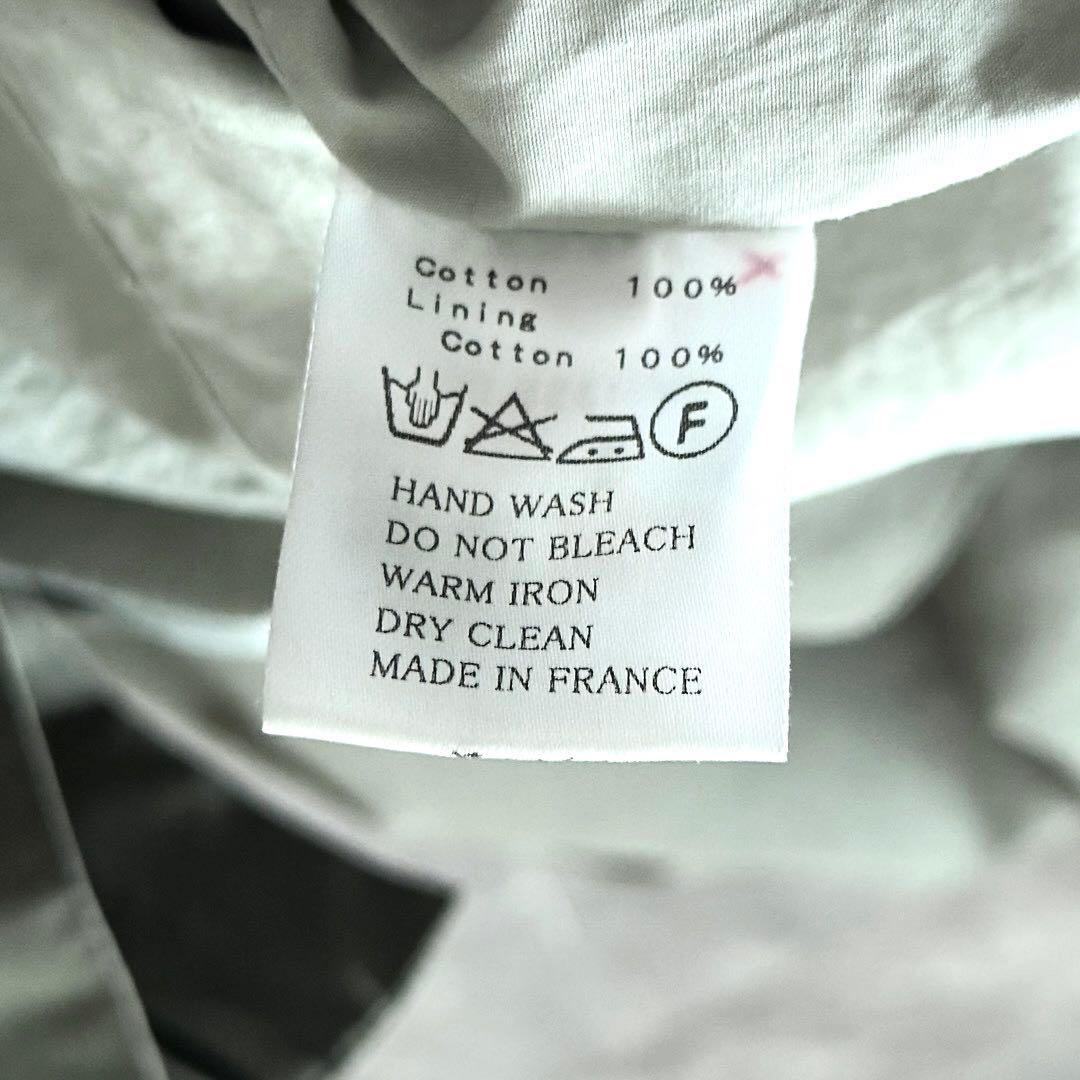 Cotton 100%
Lining
Cotton 100%
F
HAND WASH
DO NOT BLEACH
WARM IRON
DRY CLEAN
MADE IN FRANCE